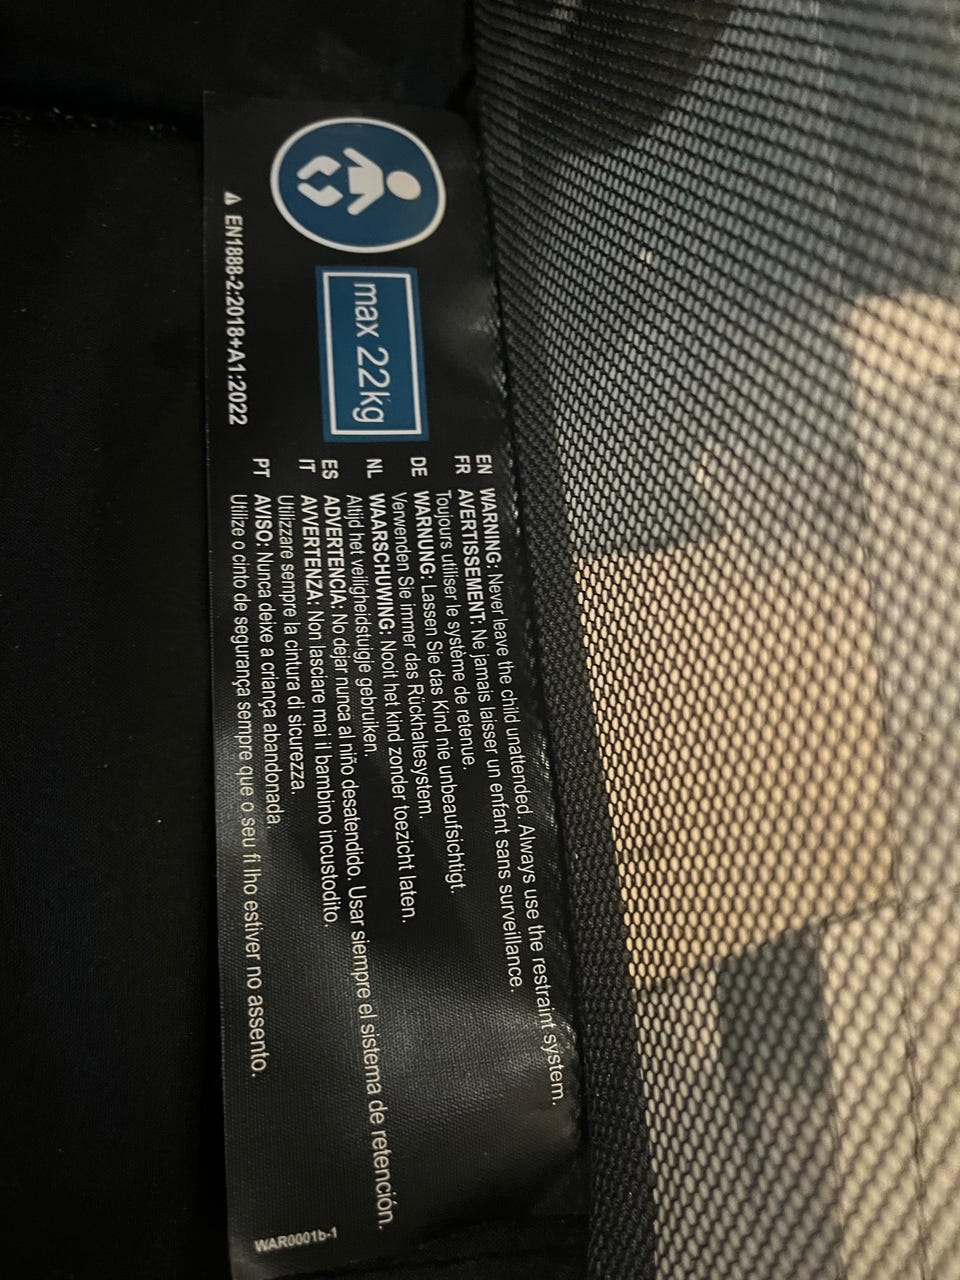 max 22kg
EN1888-2:2018+A1:2022
EN WARNING: Never leave the child unattended. Always use the restraint system.
FR AVERTISSEMENT: Ne jamais laisser un enfant sans surveillance.
Toujours utiliser le système de retenue.
DE WARNUNG: Lassen Sie das Kind nie unbeaufsichtigt.
Verwenden Sie immer das Rückhaltesystem.
NL WAARSCHUWING: Nooit het kind zonder toezicht laten.
Altijd het veiligheidstuigje gebruiken.
ES ADVERTENCIA: No dejar nunca al niño desatendido. Usar siempre el sistema de retención.
IT AVVERTENZA: Non lasciare mai il bambino incustodito.
Utilizzare sempre la cintura di sicurezza.
PT AVISO: Nunca deixe a criança abandonada.
Utilize o cinto de segurança sempre que o seu fi lho estiver no assento.
WAR0001b-1